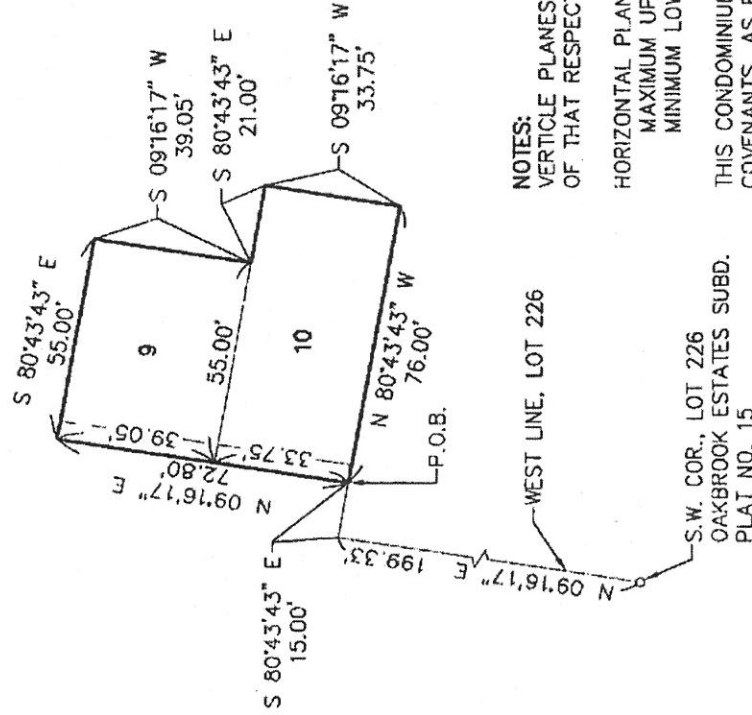 S 80°43'43" E
55.00'
S 09°16'17" W
39.05'
S 80°43'43" E
21.00'
S 09°16'17" W
33.75'
9
55.00'
10
39.05'
33.75'
N 09°16'17" E
72.80'
N 80°43'43" W
76.00'
P.O.B.
S 80°43'43" E
15.00'
N 09°16'17" E
199.33'
WEST LINE, LOT 226
S.W. COR., LOT 226
OAKBROOK ESTATES SUBD.
PLAT NO. 15
NOTES:
VERTICLE PLANES
OF THAT RESPECT
HORIZONTAL PLAN
MAXIMUM UP
MINIMUM LOW
THIS CONDOMINIU
COVENANTS, AS